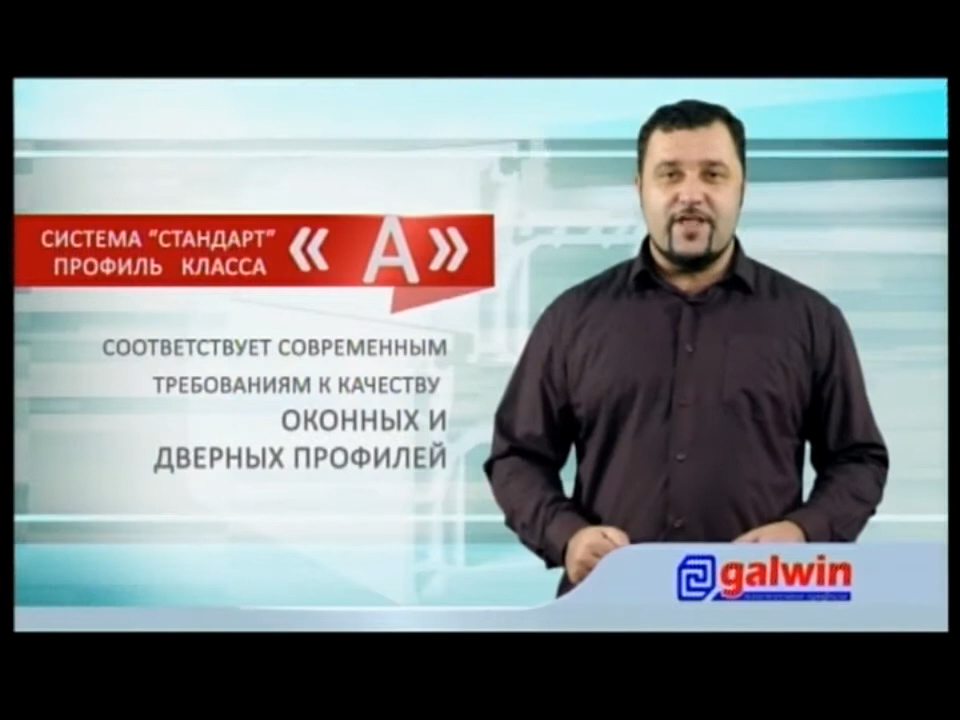 СИСТЕМА “СТАНДАРТ”
ПРОФИЛЬ КЛАССА
« А »
СООТВЕТСТВУЕТ СОВРЕМЕННЫМ
ТРЕБОВАНИЯМ К КАЧЕСТВУ
ОКОННЫХ И
ДВЕРНЫХ ПРОФИЛЕЙ
galwin